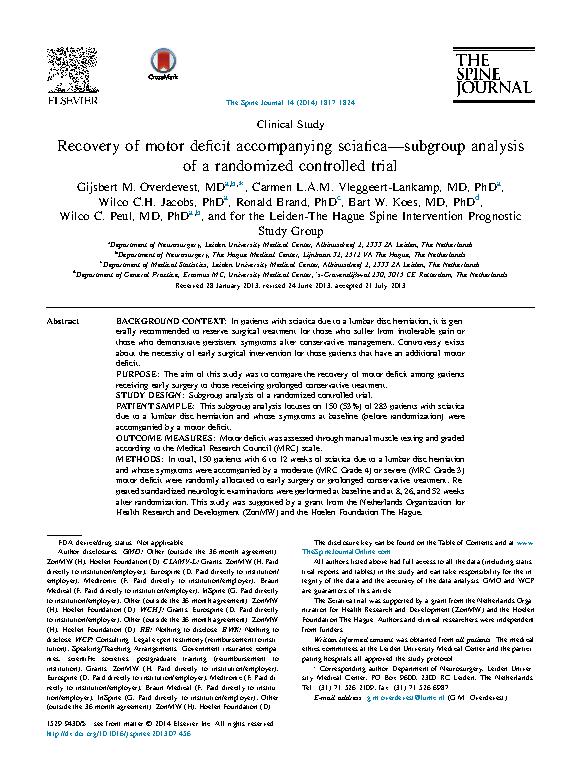 ELSEVIER
CrossMark
THE
SPINE
JOURNAL
The Spine Journal 14 (2014) 1817–1824
Clinical Study
Recovery of motor deficit accompanying sciatica—subgroup analysis
of a randomized controlled trial
Gijsbert M. Overdevest, MDa,b,*, Carmen L.A.M. Vleggeert-Lankamp, MD, PhDa,
Wilco C.H. Jacobs, PhDa, Ronald Brand, PhDc, Bart W. Koes, MD, PhDd,
Wilco C. Peul, MD, PhDa,b, and for the Leiden-The Hague Spine Intervention Prognostic
Study Group
aDepartment of Neurosurgery, Leiden University Medical Center, Albinusdreef 2, 2333 ZA Leiden, The Netherlands
bDepartment of Neurosurgery, The Hague Medical Center, Lijnbaan 32, 2512 VA The Hague, The Netherlands
cDepartment of Medical Statistics, Leiden University Medical Center, Albinusdreef 2, 2333 ZA Leiden, The Netherlands
dDepartment of General Practice, Erasmus MC, University Medical Center, 's-Gravendijkwal 230, 3015 CE Rotterdam, The Netherlands
Received 28 January 2013; revised 24 June 2013; accepted 21 July 2013
Abstract
BACKGROUND CONTEXT: In patients with sciatica due to a lumbar disc herniation, it is gen-
erally recommended to reserve surgical treatment for those who suffer from intolerable pain or
those who demonstrate persistent symptoms after conservative management. Controversy exists
about the necessity of early surgical intervention for those patients that have an additional motor
deficit.
PURPOSE: The aim of this study was to compare the recovery of motor deficit among patients
receiving early surgery to those receiving prolonged conservative treatment.
STUDY DESIGN: Subgroup analysis of a randomized controlled trial.
PATIENT SAMPLE: This subgroup analysis focuses on 150 (53%) of 283 patients with sciatica
due to a lumbar disc herniation and whose symptoms at baseline (before randomization) were
accompanied by a motor deficit.
OUTCOME MEASURES: Motor deficit was assessed through manual muscle testing and graded
according to the Medical Research Council (MRC) scale.
METHODS: In total, 150 patients with 6 to 12 weeks of sciatica due to a lumbar disc herniation
and whose symptoms were accompanied by a moderate (MRC Grade 4) or severe (MRC Grade 3)
motor deficit were randomly allocated to early surgery or prolonged conservative treatment. Re-
peated standardized neurologic examinations were performed at baseline and at 8, 26, and 52 weeks
after randomization. This study was supported by a grant from the Netherlands Organization for
Health Research and Development (ZonMW) and the Hoelen Foundation The Hague.
FDA device/drug status: Not applicable.
Author disclosures: GMO: Other (outside the 36 month agreement):
ZonMW (H), Hoelen Foundation (D). CLAMV-L: Grants: ZonMW (H, Paid
directly to institution/employer), Eurospine (D, Paid directly to institution/
employer), Medtronic (F, Paid directly to institution/employer), Braun
Medical (F, Paid directly to institution/employer), InSpine (G, Paid directly
to institution/employer); Other (outside the 36 month agreement): ZonMW
(H), Hoelen Foundation (D). WCHJ: Grants: Eurospine (D, Paid directly
to institution/employer); Other (outside the 36 month agreement): ZonMW
(H), Hoelen Foundation (D). RB: Nothing to disclose. BWK: Nothing to
disclose. WCP: Consulting: Legal expert testimony (reimbursement to insti-
tution); Speaking/Teaching Arrangements: Government, insurance compa-
nies, scientific societies, postgraduate training (reimbursement to
institution); Grants: ZonMW (H, Paid directly to institution/employer),
Eurospine (D, Paid directly to institution/employer), Medtronic (F, Paid di-
rectly to institution/employer), Braun Medical (F, Paid directly to institu-
tion/employer), InSpine (G, Paid directly to institution/employer); Other
(outside the 36 month agreement): ZonMW (H), Hoelen Foundation (D).
The disclosure key can be found on the Table of Contents and at www.
TheSpineJournalOnline.com.
All authors listed above had full access to all the data (including statis-
tical reports and tables) in the study and can take responsibility for the in-
tegrity of the data and the accuracy of the data analysis. GMO and WCP
are guarantors of this article.
The Sciatica trial was supported by a grant from the Netherlands Orga-
nization for Health Research and Development (ZonMW) and the Hoelen
Foundation The Hague. Authors and clinical researchers were independent
from funders.
Written informed consent was obtained from all patients. The medical
ethics committees at the Leiden University Medical Center and the partici-
pating hospitals all approved the study protocol.
* Corresponding author. Department of Neurosurgery, Leiden Univer-
sity Medical Center, PO Box 9600, 2300 RC Leiden, The Netherlands.
Tel.: (31) 71 526 2109; fax: (31) 71 526 6987.
E-mail address: g.m.overdevest@lumc.nl (G.M. Overdevest)
1529-9430/$ - see front matter © 2014 Elsevier Inc. All rights reserved.
http://dx.doi.org/10.1016/j.spinee.2013.07.456